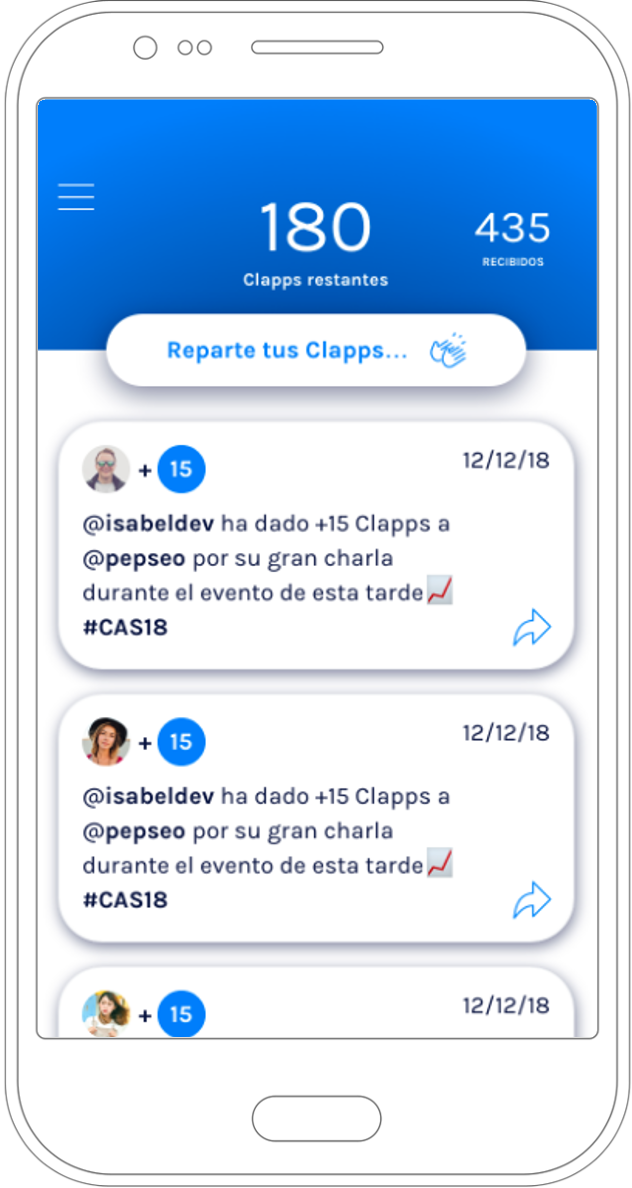 180
Clapps restantes
435
RECIBIDOS
Reparte tus Clapps...
+ 15
12/12/18
@isabeldev ha dado +15 Clapps a
@pepseo por su gran charla
durante el evento de esta tarde📈
#CAS18
+ 15
12/12/18
@isabeldev ha dado +15 Clapps a
@pepseo por su gran charla
durante el evento de esta tarde📈
#CAS18
+ 15
12/12/18